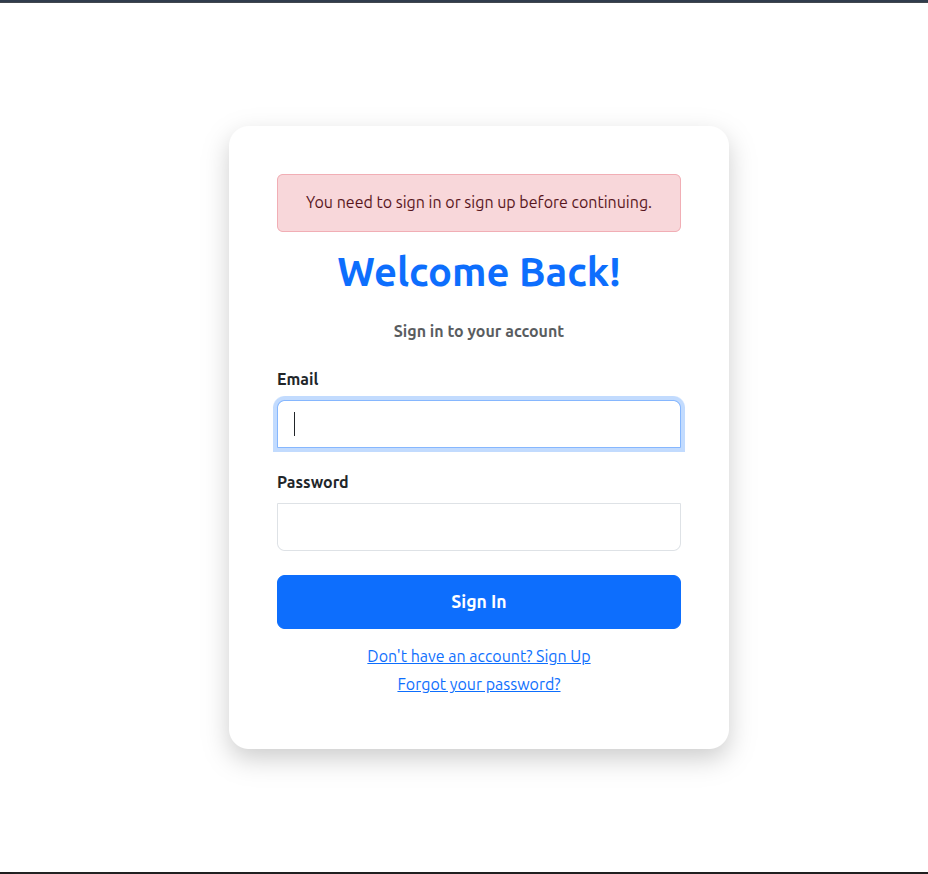 You need to sign in or sign up before continuing.
Welcome Back!
Sign in to your account
Email
Password
Sign In
Don't have an account? Sign Up
Forgot your password?